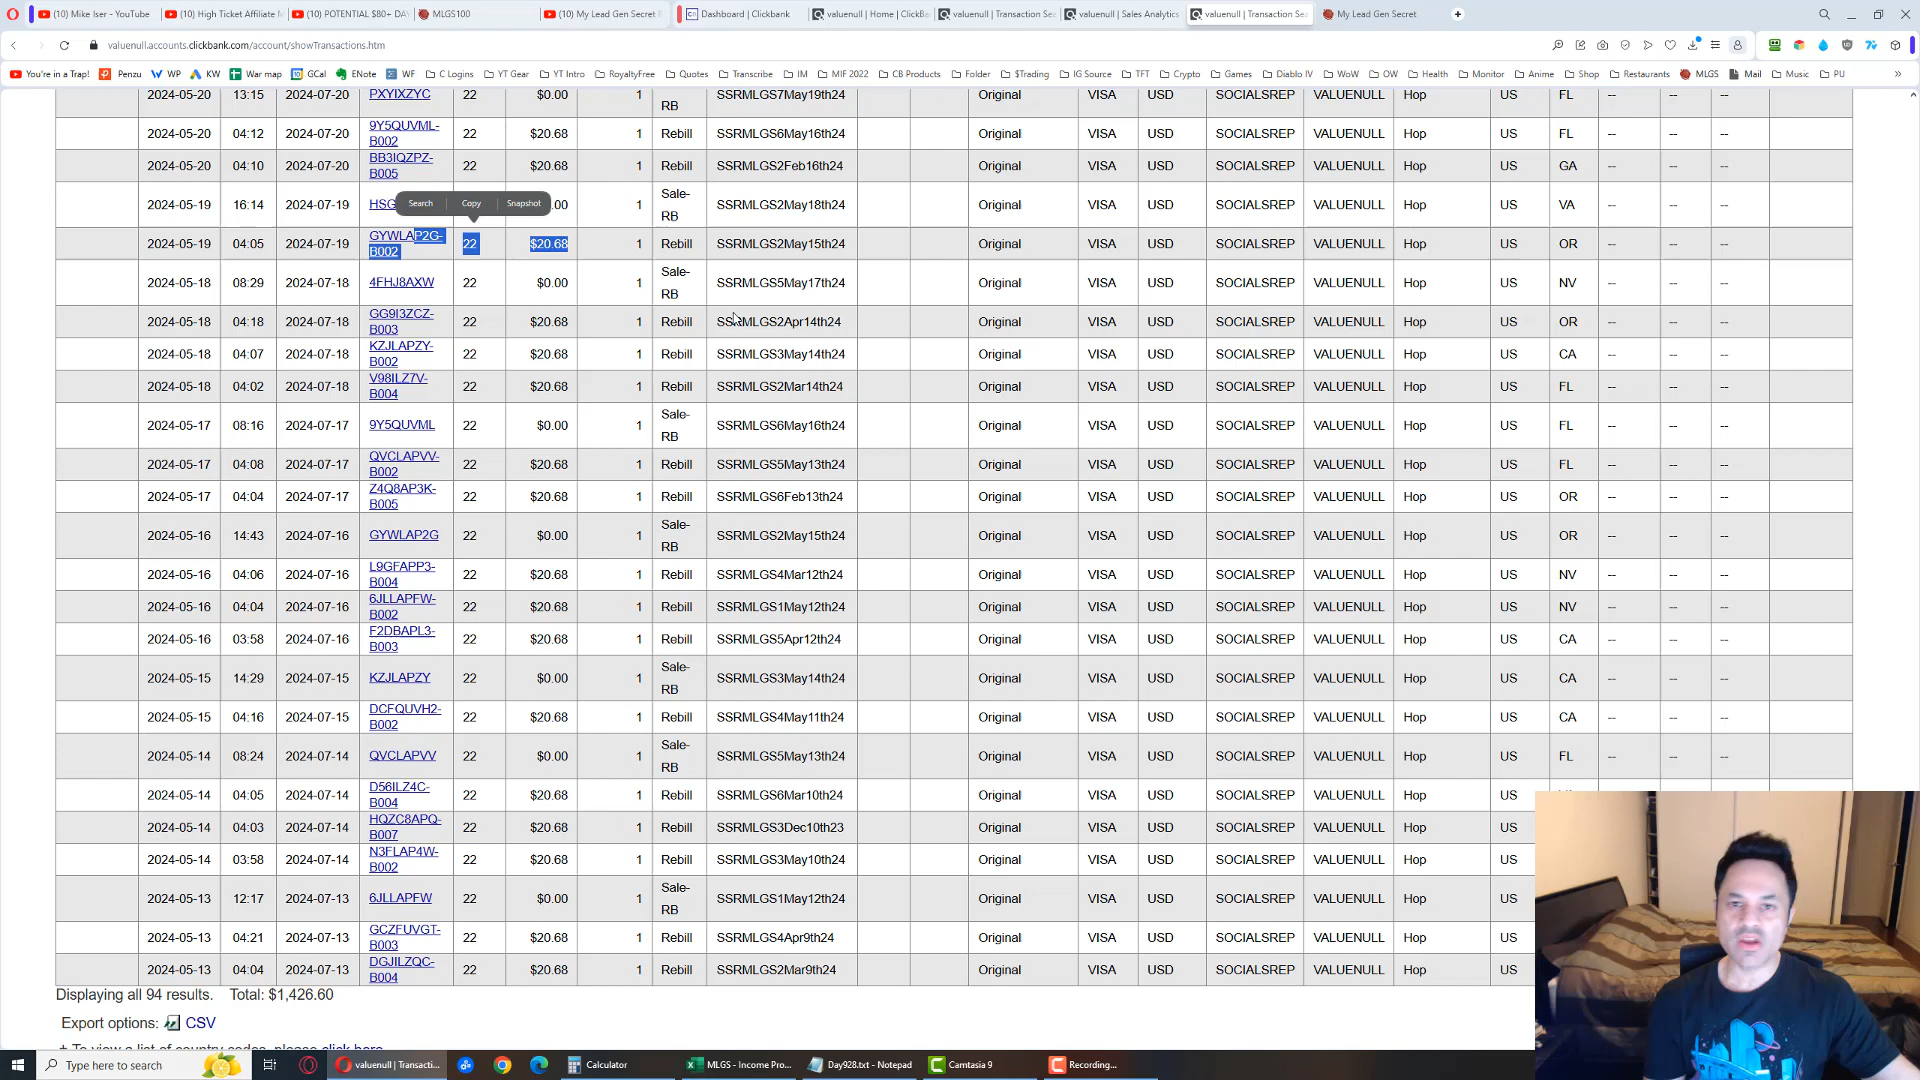 (10) Mike Iser - YouTube
(10) High Ticket Affiliate
(10) POTENTIAL $80+ DA
MLGS100
(10) My Lead Gen Secret
Dashboard | Clickbank
valuenull | Home | ClickB
valuenull | Transaction Se
valuenull | Sales Analytics
valuenull | Transaction Se
My Lead Gen Secret
valuenull.accounts.clickbank.com/account/showTransactions.htm
You're in a Trap! Penzu WP KW War map GCal ENote WF C Logins YT Gear YT Intro RoyaltyFree Quotes Transcribe IM MIF 2022 CB Products Folder $Trading IG Source TFT Crypto Games Diablo IV WoW OW Health Monitor Anime Shop Restaurants MLGS Mail Music PU
2024-05-20 13:15 2024-07-20 PXYIXZYC 22 $0.00 1 RB SSRMLGS7May19th24 Original VISA USD SOCIALSREP VALUENULL Hop US FL -- -- --
2024-05-20 04:12 2024-07-20 9Y5QUVML-B002 22 $20.68 1 Rebill SSRMLGS6May16th24 Original VISA USD SOCIALSREP VALUENULL Hop US FL -- -- --
2024-05-20 04:10 2024-07-20 BB3IQZPZ-B005 22 $20.68 1 Rebill SSRMLGS2Feb16th24 Original VISA USD SOCIALSREP VALUENULL Hop US GA -- -- --
Search Copy Snapshot
2024-05-19 16:14 2024-07-19 HSG .00 1 Sale-RB SSRMLGS2May18th24 Original VISA USD SOCIALSREP VALUENULL Hop US VA -- -- --
2024-05-19 04:05 2024-07-19 GYWLAP2G-B002 22 $20.68 1 Rebill SSRMLGS2May15th24 Original VISA USD SOCIALSREP VALUENULL Hop US OR -- -- --
2024-05-18 08:29 2024-07-18 4FHJ8AXW 22 $0.00 1 Sale-RB SSRMLGS5May17th24 Original VISA USD SOCIALSREP VALUENULL Hop US NV -- -- --
2024-05-18 04:18 2024-07-18 GG9I3ZCZ-B003 22 $20.68 1 Rebill SSRMLGS2Apr14th24 Original VISA USD SOCIALSREP VALUENULL Hop US OR -- -- --
2024-05-18 04:07 2024-07-18 KZJLAPZY-B002 22 $20.68 1 Rebill SSRMLGS3May14th24 Original VISA USD SOCIALSREP VALUENULL Hop US CA -- -- --
2024-05-18 04:02 2024-07-18 V98ILZ7V-B004 22 $20.68 1 Rebill SSRMLGS2Mar14th24 Original VISA USD SOCIALSREP VALUENULL Hop US FL -- -- --
2024-05-17 08:16 2024-07-17 9Y5QUVML 22 $0.00 1 Sale-RB SSRMLGS6May16th24 Original VISA USD SOCIALSREP VALUENULL Hop US FL -- -- --
2024-05-17 04:08 2024-07-17 QVCLAPVV-B002 22 $20.68 1 Rebill SSRMLGS5May13th24 Original VISA USD SOCIALSREP VALUENULL Hop US FL -- -- --
2024-05-17 04:04 2024-07-17 Z4Q8AP3K-B005 22 $20.68 1 Rebill SSRMLGS6Feb13th24 Original VISA USD SOCIALSREP VALUENULL Hop US OR -- -- --
2024-05-16 14:43 2024-07-16 GYWLAP2G 22 $0.00 1 Sale-RB SSRMLGS2May15th24 Original VISA USD SOCIALSREP VALUENULL Hop US OR -- -- --
2024-05-16 04:06 2024-07-16 L9GFAPP3-B004 22 $20.68 1 Rebill SSRMLGS4Mar12th24 Original VISA USD SOCIALSREP VALUENULL Hop US NV -- -- --
2024-05-16 04:04 2024-07-16 6JLLAPFW-B002 22 $20.68 1 Rebill SSRMLGS1May12th24 Original VISA USD SOCIALSREP VALUENULL Hop US NV -- -- --
2024-05-16 03:58 2024-07-16 F2DBAPL3-B003 22 $20.68 1 Rebill SSRMLGS5Apr12th24 Original VISA USD SOCIALSREP VALUENULL Hop US CA -- -- --
2024-05-15 14:29 2024-07-15 KZJLAPZY 22 $0.00 1 Sale-RB SSRMLGS3May14th24 Original VISA USD SOCIALSREP VALUENULL Hop US CA -- -- --
2024-05-15 04:16 2024-07-15 DCFQUVH2-B002 22 $20.68 1 Rebill SSRMLGS4May11th24 Original VISA USD SOCIALSREP VALUENULL Hop US CA -- -- --
2024-05-14 08:24 2024-07-14 QVCLAPVV 22 $0.00 1 Sale-RB SSRMLGS5May13th24 Original VISA USD SOCIALSREP VALUENULL Hop US FL -- -- --
2024-05-14 04:05 2024-07-14 D56ILZ4C-B004 22 $20.68 1 Rebill SSRMLGS6Mar10th24 Original VISA USD SOCIALSREP VALUENULL Hop US
2024-05-14 04:03 2024-07-14 HQZC8APQ-B007 22 $20.68 1 Rebill SSRMLGS3Dec10th23 Original VISA USD SOCIALSREP VALUENULL Hop US
2024-05-14 03:58 2024-07-14 N3FLAP4W-B002 22 $20.68 1 Rebill SSRMLGS3May10th24 Original VISA USD SOCIALSREP VALUENULL Hop US
2024-05-13 12:17 2024-07-13 6JLLAPFW 22 $0.00 1 Sale-RB SSRMLGS1May12th24 Original VISA USD SOCIALSREP VALUENULL Hop US
2024-05-13 04:21 2024-07-13 GCZFUVGT-B003 22 $20.68 1 Rebill SSRMLGS4Apr9th24 Original VISA USD SOCIALSREP VALUENULL Hop US
2024-05-13 04:04 2024-07-13 DGJILZQC-B004 22 $20.68 1 Rebill SSRMLGS2Mar9th24 Original VISA USD SOCIALSREP VALUENULL Hop US
Displaying all 94 results. Total: $1,426.60
Export options: CSV
+ To view a list of country codes, please click here
Type here to search
valuenull | Transacti...
Calculator
MLGS - Income Pro...
Day928.txt - Notepad
Camtasia 9
Recording...